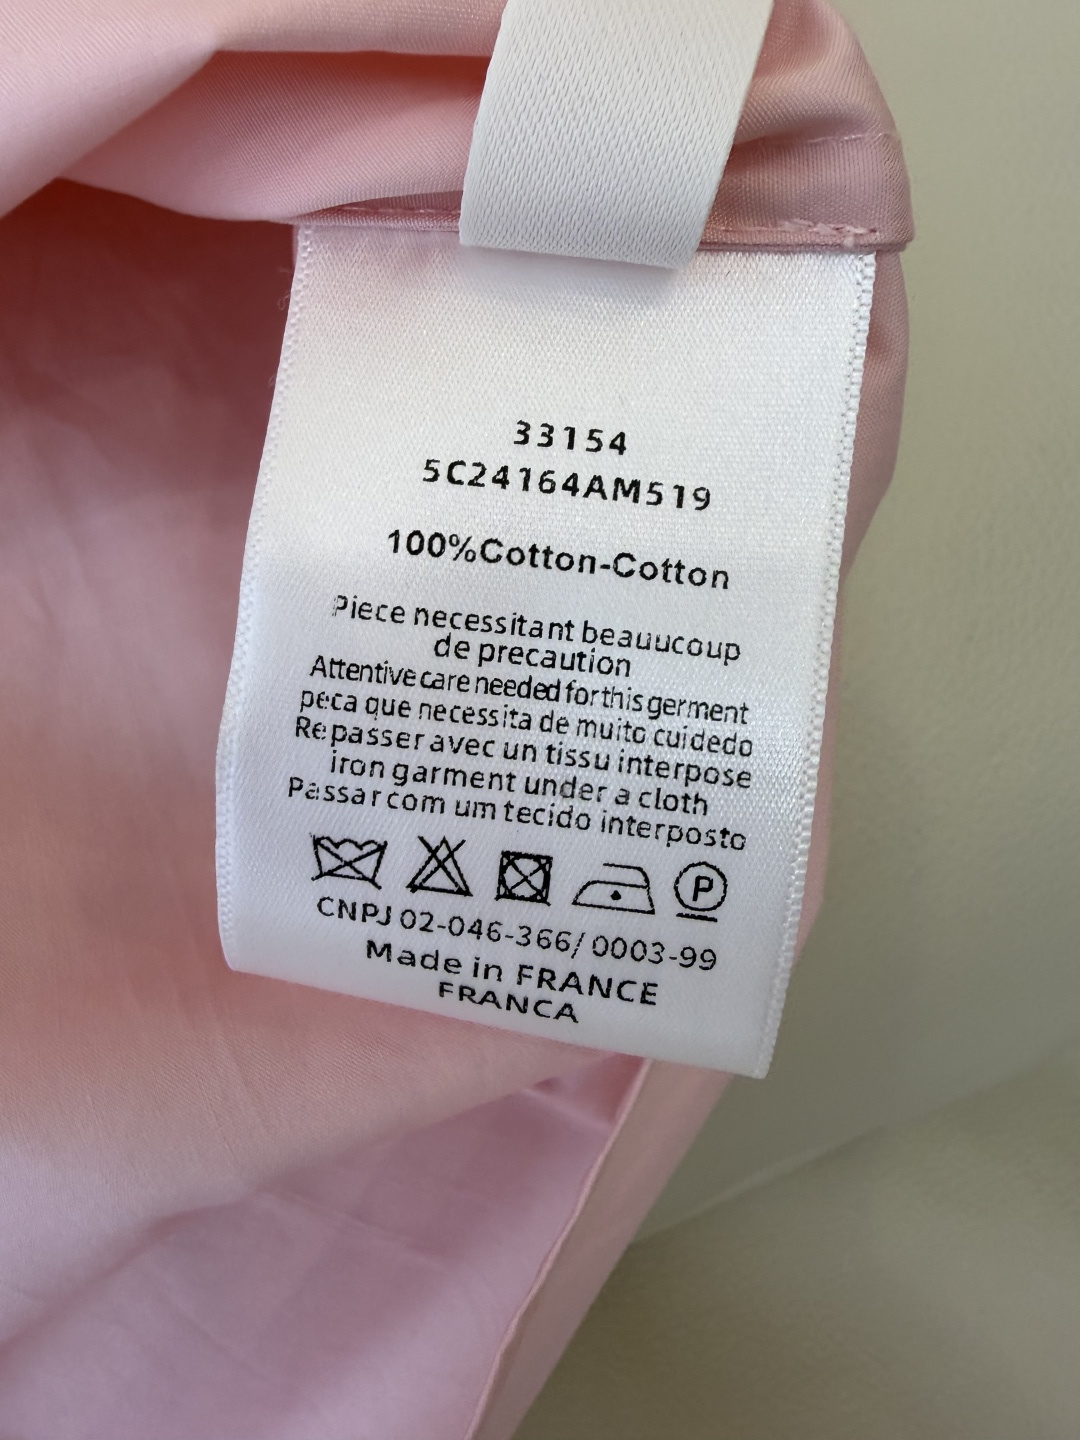 33154
5C24164AM519
100%Cotton-Cotton
Piece necessitant beauucoup
de precaution
Attentive care needed for this germent
peca que necessita de muito cuidedo
Repasser avec un tissu interpose
iron garment under a cloth
Passar com um tecido interposto
P
CNPJ 02-046-366/ 0003-99
Made in FRANCE
FRANCA